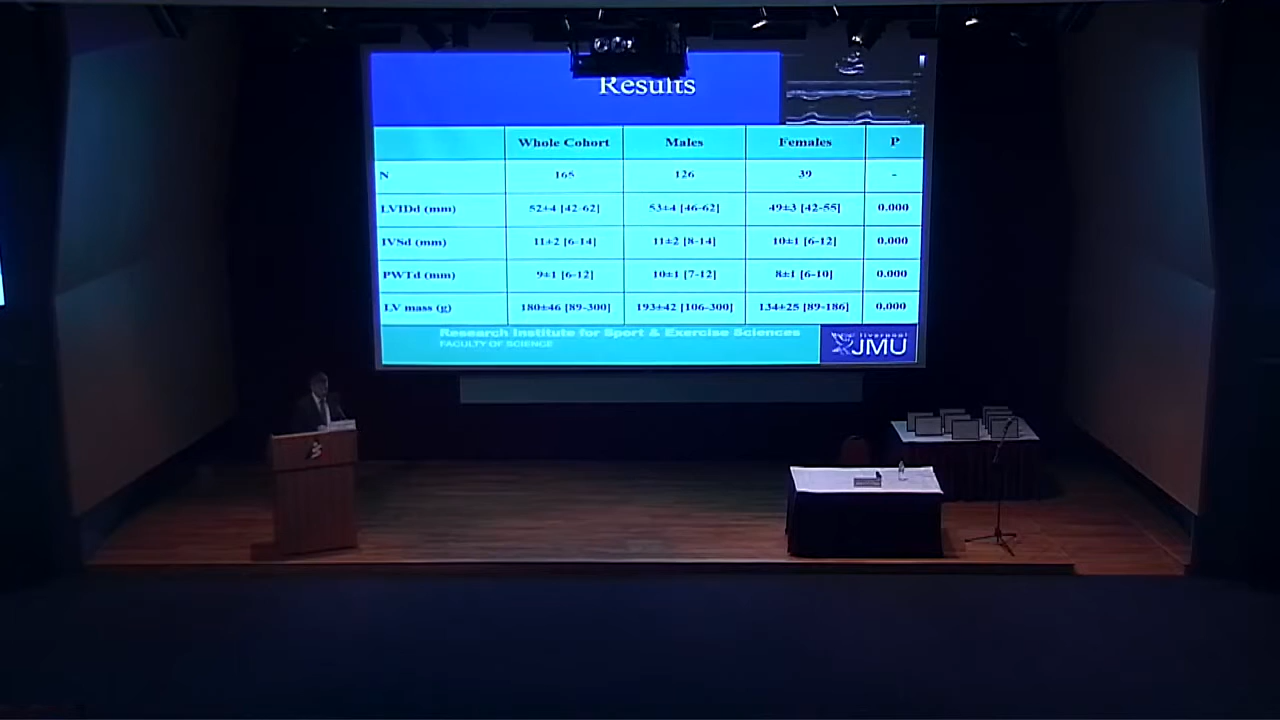 Results
Whole Cohort Males Females P
N 165 126 39 -
LVIDd (mm) 52±4 [42-62] 53±4 [46-62] 49±3 [42-55] 0.000
IVSd (mm) 11±2 [6-14] 11±2 [8-14] 10±1 [6-12] 0.000
PWTd (mm) 9±1 [6-12] 10±1 [7-12] 8±1 [6-10] 0.000
LV mass (g) 180±46 [89-300] 193±42 [106-300] 134±25 [89-186] 0.000
Research Institute for Sport & Exercise Sciences
FACULTY OF SCIENCE
Liverpool
JMU